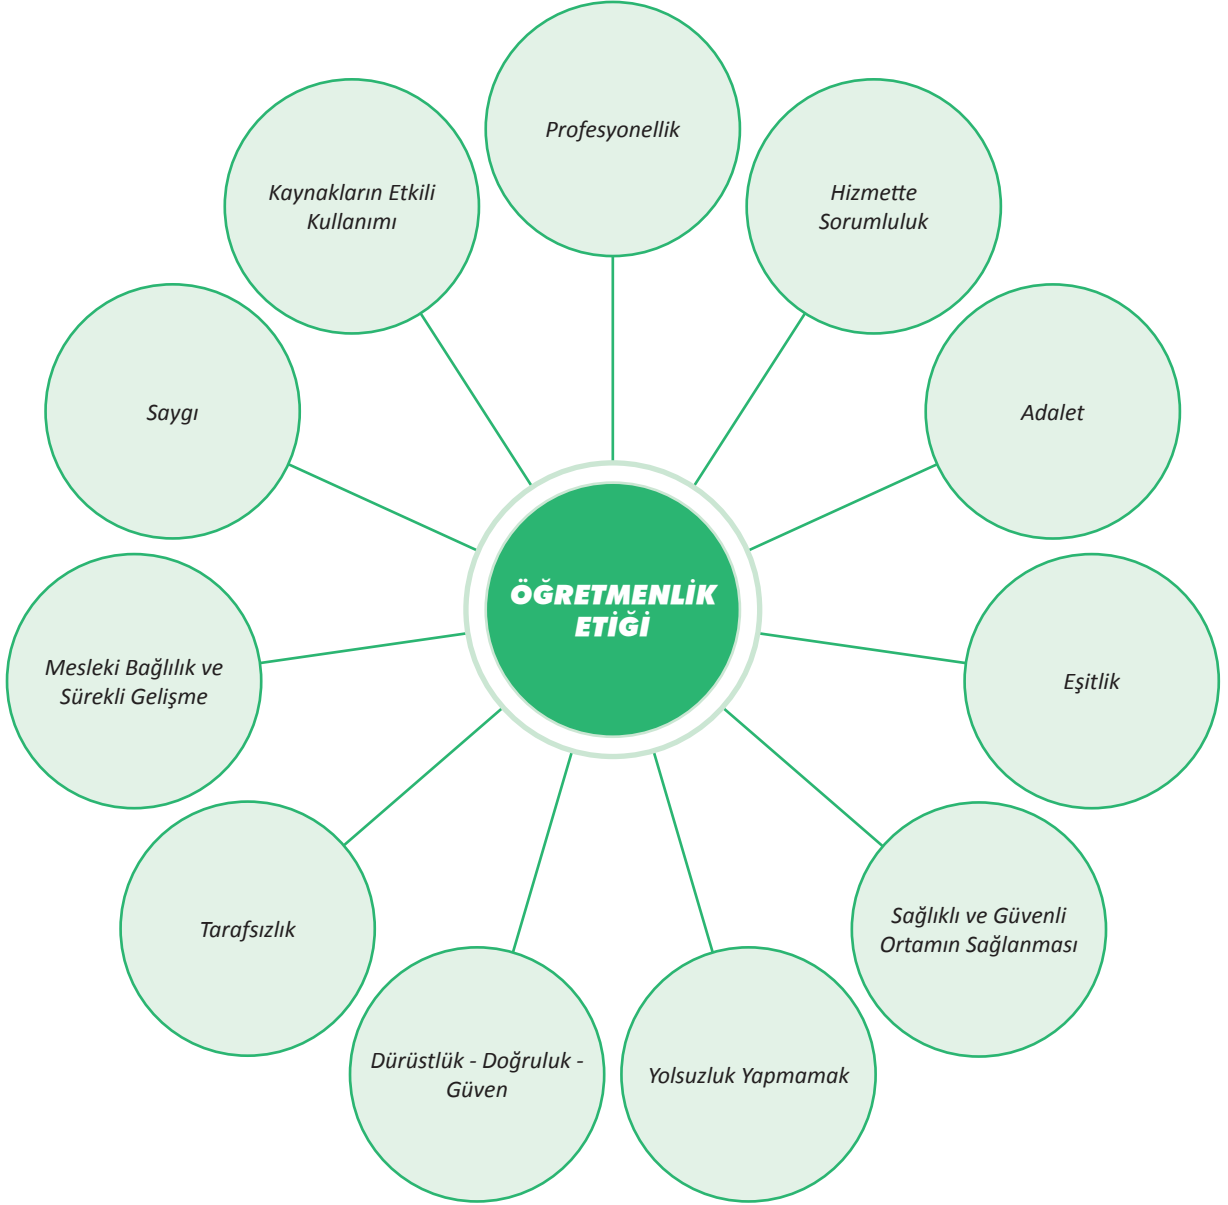 Profesyonellik
Hizmette
Sorumluluk
Adalet
Eşitlik
Sağlıklı ve Güvenli
Ortamın Sağlanması
Yolsuzluk Yapmamak
Dürüstlük - Doğruluk -
Güven
Tarafsızlık
Mesleki Bağlılık ve
Sürekli Gelişme
Saygı
Kaynakların Etkili
Kullanımı
ÖĞRETMENLİK
ETİĞİ